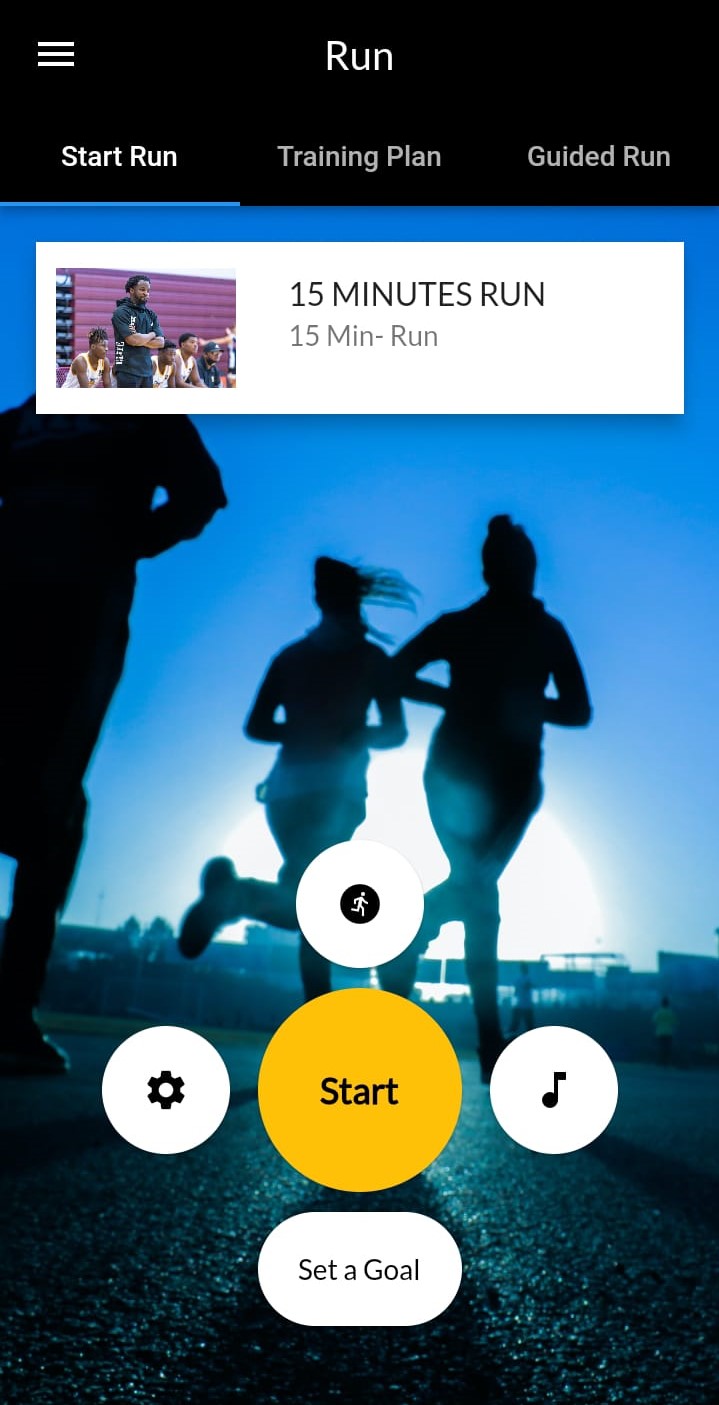 Run
Start Run
Training Plan
Guided Run
15 MINUTES RUN
15 Min- Run
Start
Set a Goal